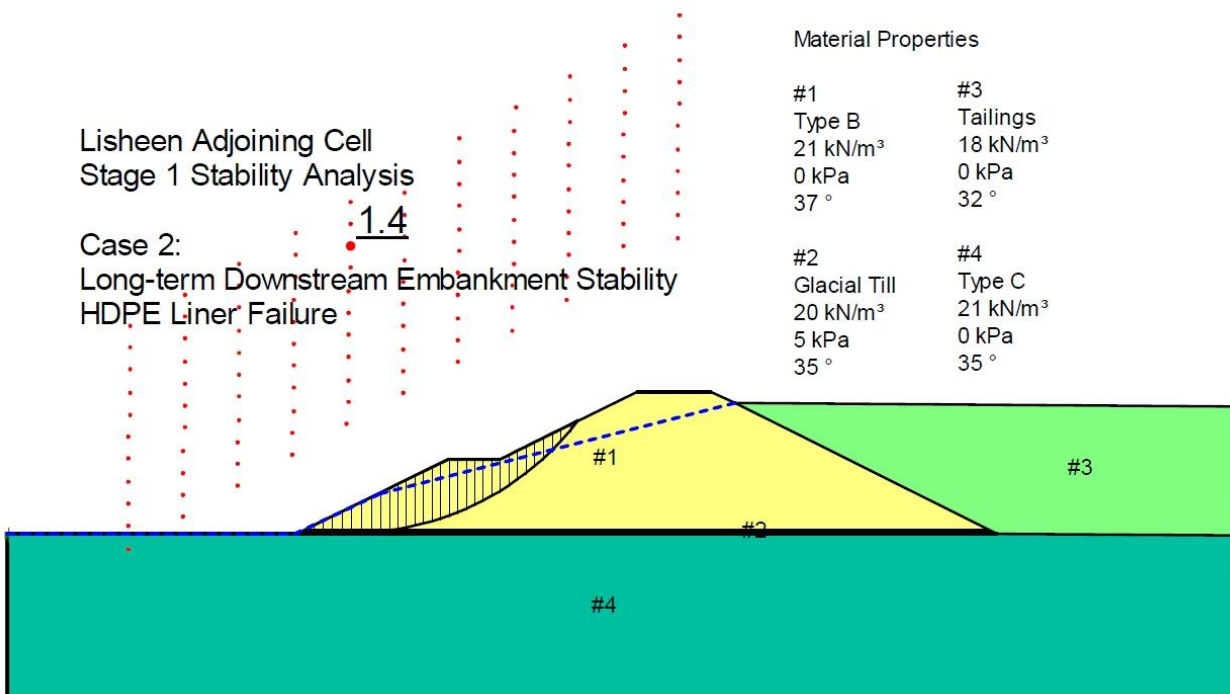 Lisheen Adjoining Cell
Stage 1 Stability Analysis
1.4
Case 2:
Long-term Downstream Embankment Stability
HDPE Liner Failure
Material Properties
#1
Type B
21 kN/m³
0 kPa
37 °
#3
Tailings
18 kN/m³
0 kPa
32 °
#2
Glacial Till
20 kN/m³
5 kPa
35 °
#4
Type C
21 kN/m³
0 kPa
35 °
#1
#3
#2
#4